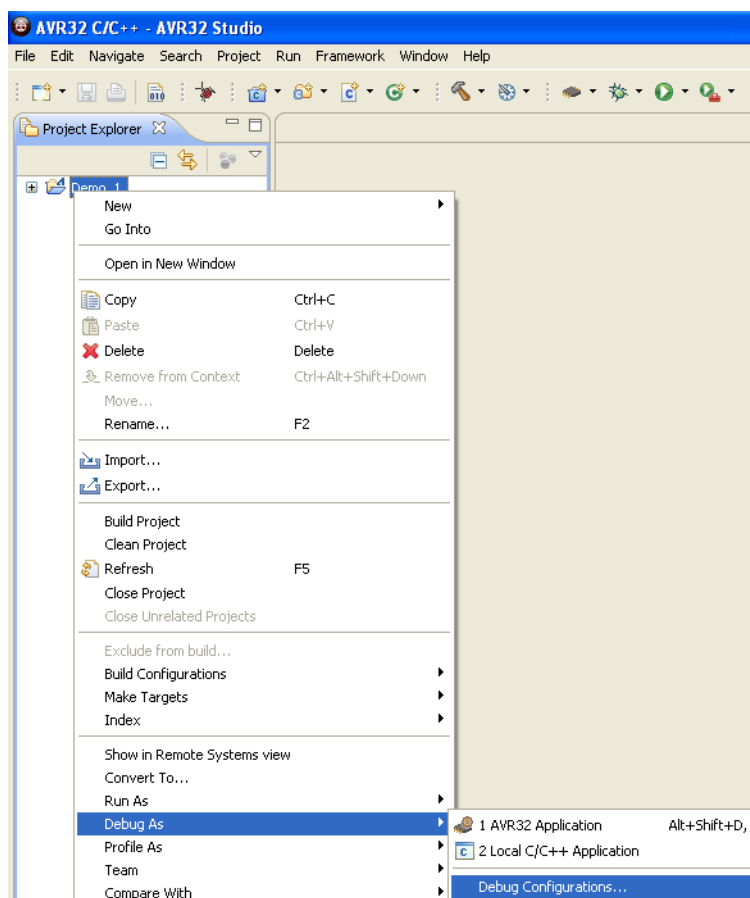 AVR32 C/C++ - AVR32 Studio
File Edit Navigate Search Project Run Framework Window Help
Project Explorer
Demo_1
New
Go Into
Open in New Window
Copy Ctrl+C
Paste Ctrl+V
Delete Delete
Remove from Context Ctrl+Alt+Shift+Down
Move...
Rename... F2
Import...
Export...
Build Project
Clean Project
Refresh F5
Close Project
Close Unrelated Projects
Exclude from build...
Build Configurations
Make Targets
Index
Show in Remote Systems view
Convert To...
Run As
Debug As
1 AVR32 Application Alt+Shift+D,
Profile As
2 Local C/C++ Application
Team
Compare With
Debug Configurations...